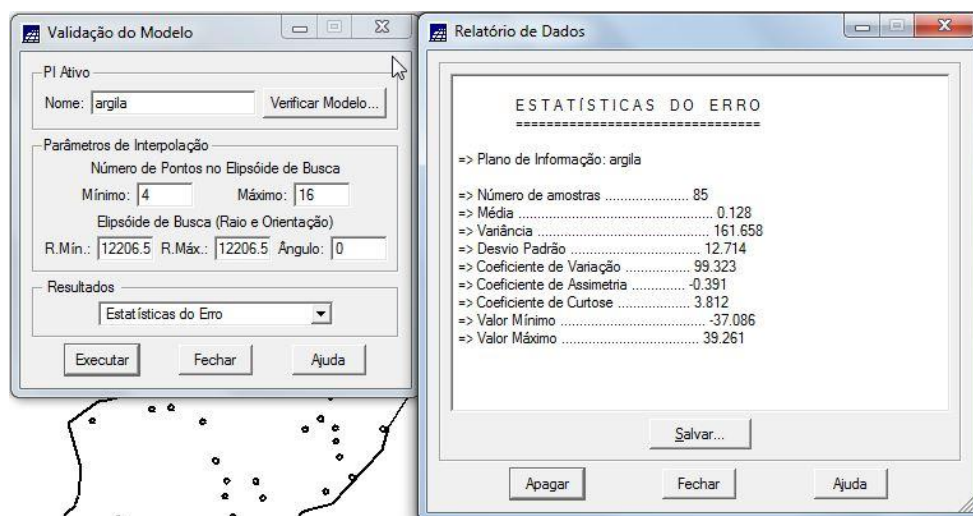 Validação do Modelo
PI Ativo
Nome: argila Verificar Modelo...
Parâmetros de Interpolação
Número de Pontos no Elipsóide de Busca
Mínimo: 4 Máximo: 16
Elipsóide de Busca (Raio e Orientação)
R.Mín.: 12206.5 R.Máx.: 12206.5 Ângulo: 0
Resultados
Estatísticas do Erro
Executar Fechar Ajuda
Relatório de Dados
ESTATÍSTICAS DO ERRO
================================
=> Plano de Informação: argila
=> Número de amostras ...................... 85
=> Média ................................................... 0.128
=> Variância ............................................. 161.658
=> Desvio Padrão .................................. 12.714
=> Coeficiente de Variação ................. 99.323
=> Coeficiente de Assimetria .............. -0.391
=> Coeficiente de Curtose ................... 3.812
=> Valor Mínimo ...................................... -37.086
=> Valor Máximo .................................... 39.261
Salvar...
Apagar Fechar Ajuda